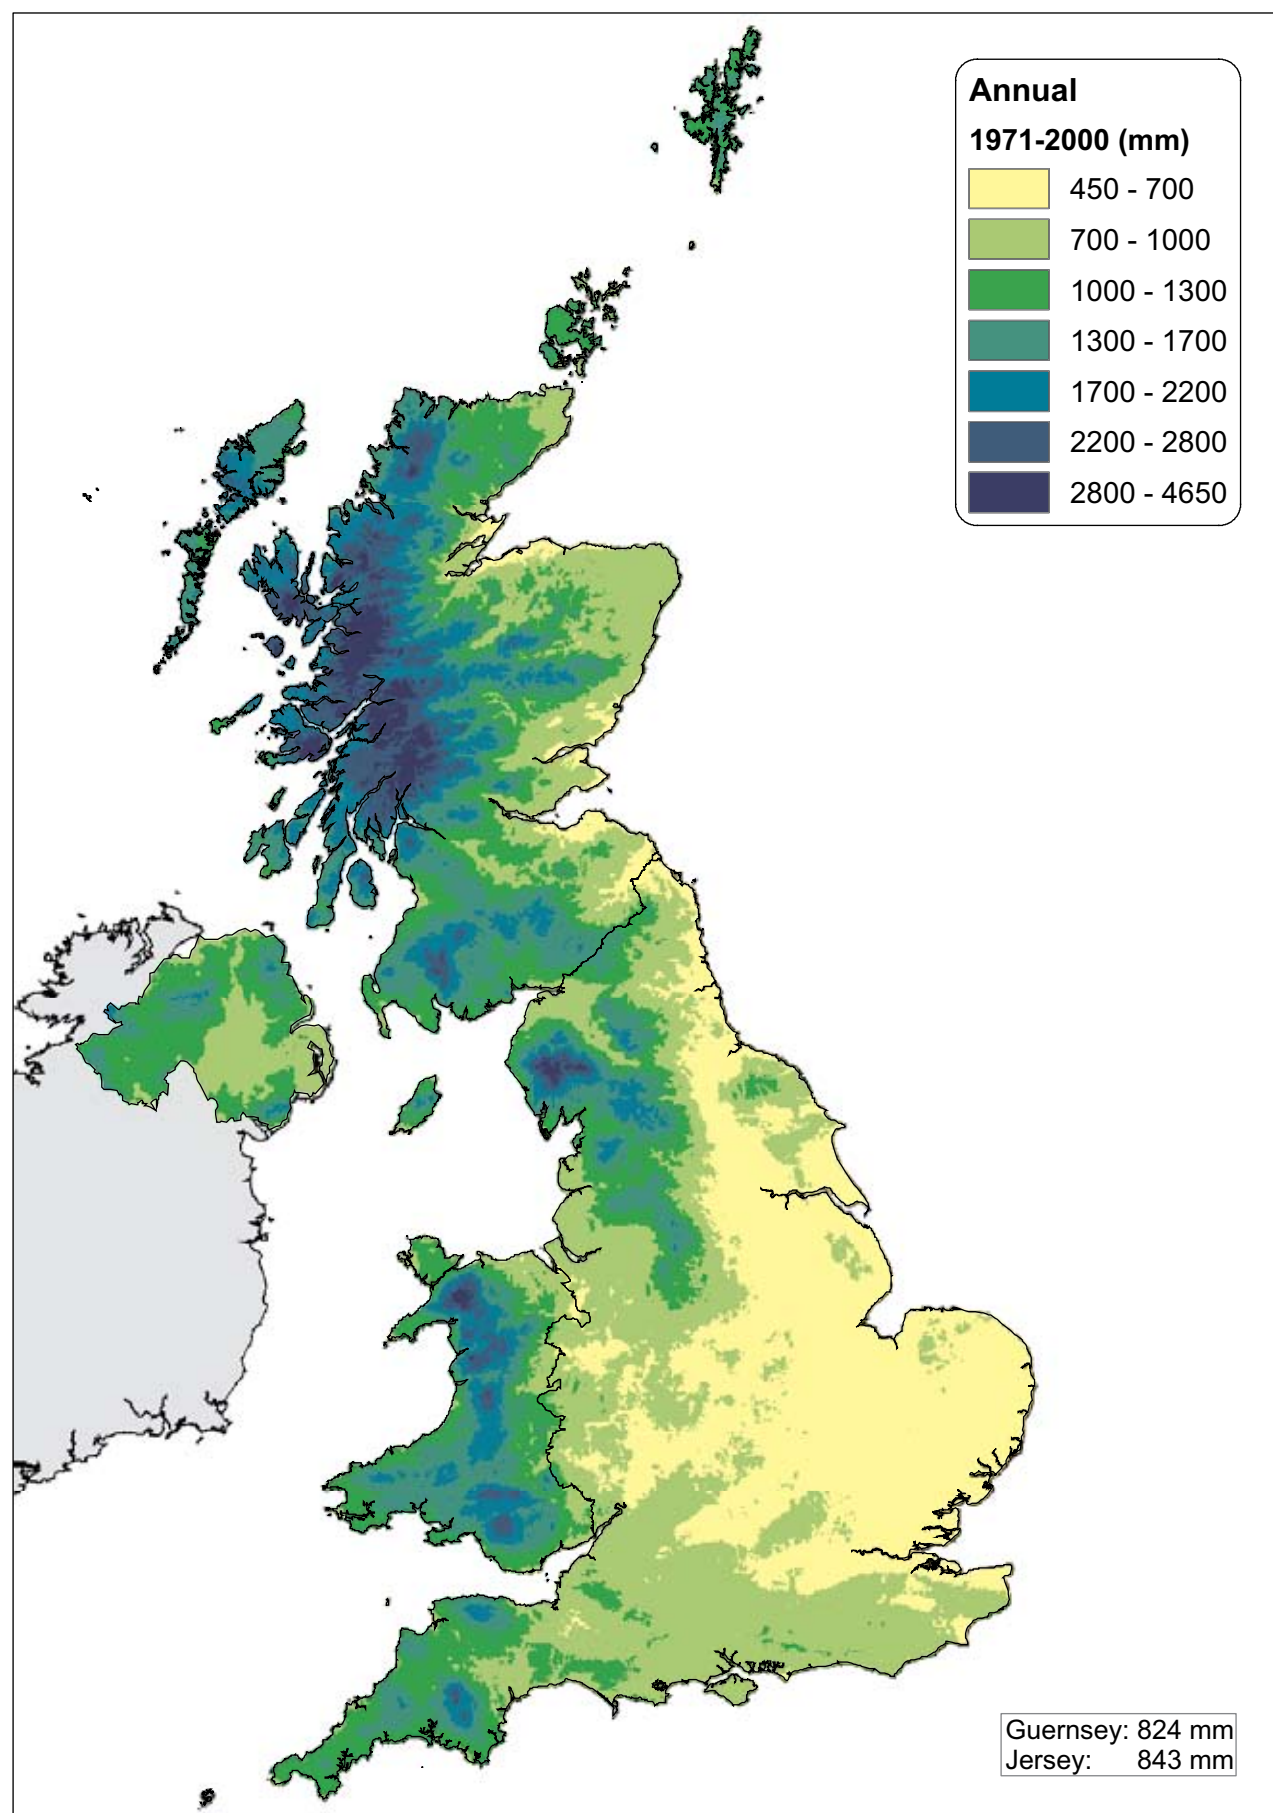 Annual
1971-2000 (mm)
450 - 700
700 - 1000
1000 - 1300
1300 - 1700
1700 - 2200
2200 - 2800
2800 - 4650
Guernsey: 824 mm
Jersey: 843 mm